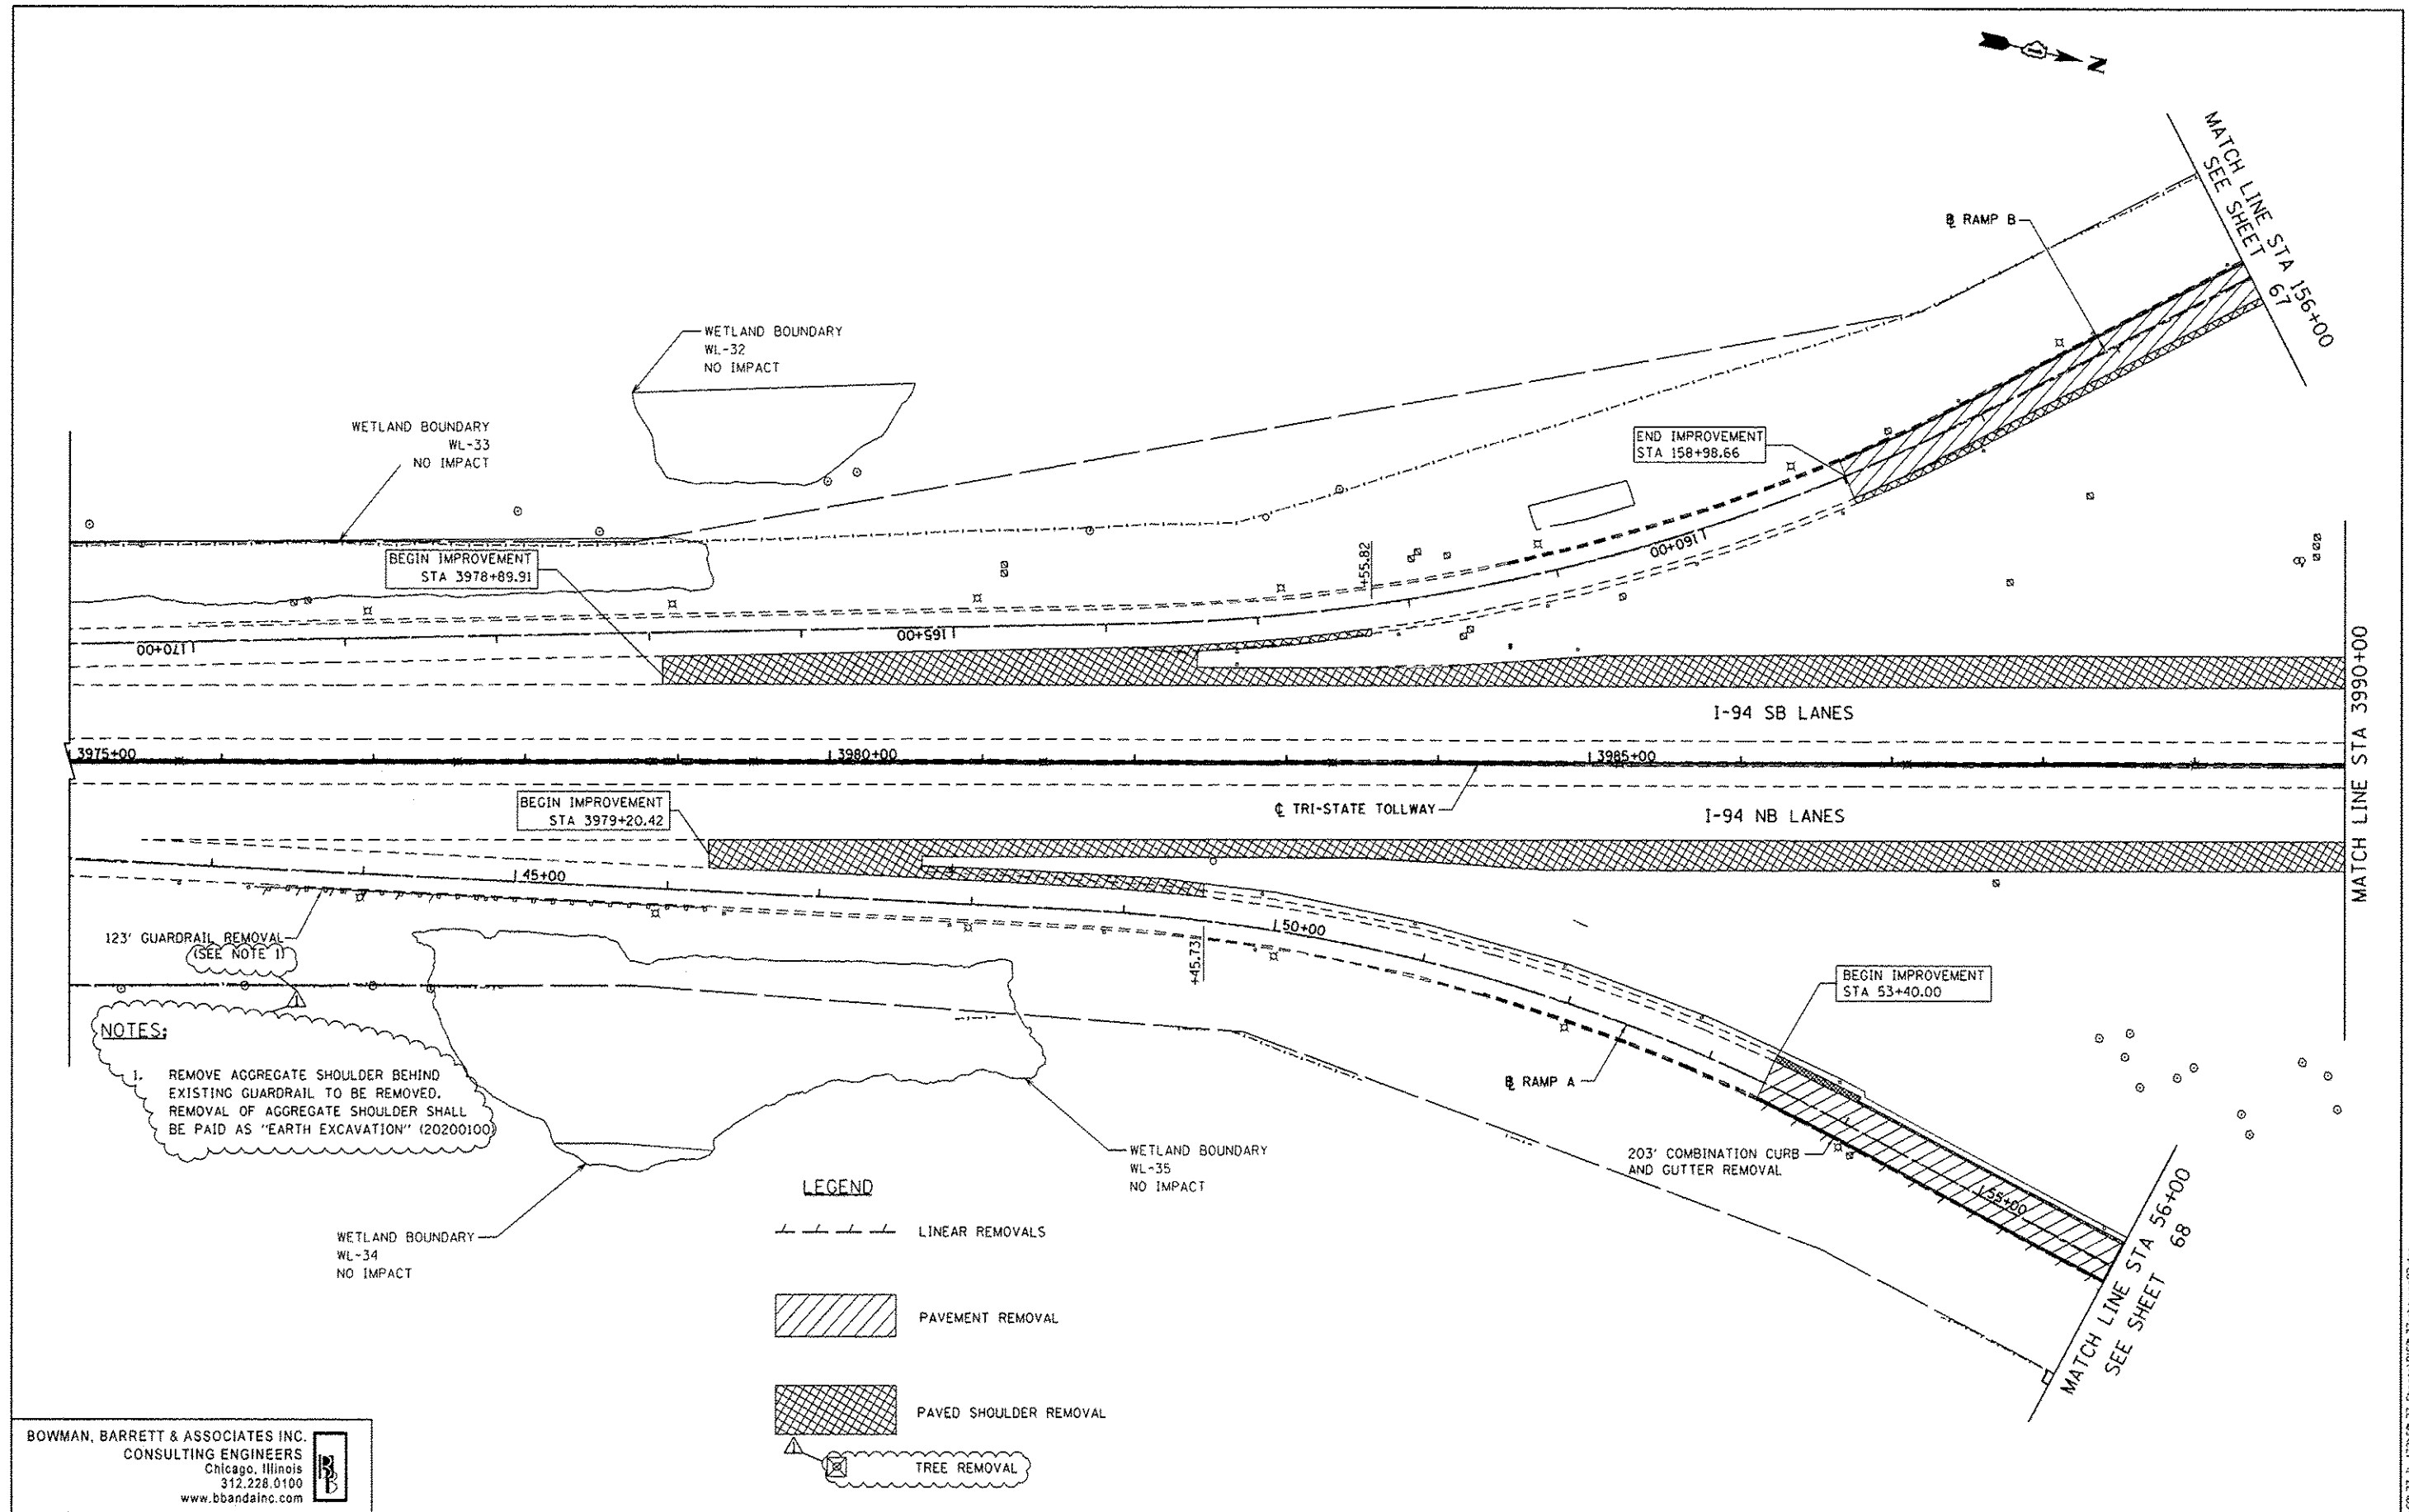 N
MATCH LINE STA 156+00
SEE SHEET 67
℄ RAMP B
WETLAND BOUNDARY
WL-32
NO IMPACT
WETLAND BOUNDARY
WL-33
NO IMPACT
END IMPROVEMENT
STA 158+98.66
BEGIN IMPROVEMENT
STA 3978+89.91
+55.82
160+00
165+00
170+00
I-94 SB LANES
MATCH LINE STA 3990+00
3975+00
3980+00
3985+00
BEGIN IMPROVEMENT
STA 3979+20.42
℄ TRI-STATE TOLLWAY
I-94 NB LANES
45+00
50+00
+45.73
123' GUARDRAIL REMOVAL
(SEE NOTE 1)
1
BEGIN IMPROVEMENT
STA 53+40.00
NOTES:
1. REMOVE AGGREGATE SHOULDER BEHIND
EXISTING GUARDRAIL TO BE REMOVED.
REMOVAL OF AGGREGATE SHOULDER SHALL
BE PAID AS "EARTH EXCAVATION" (20200100)
℄ RAMP A
203' COMBINATION CURB
AND GUTTER REMOVAL
55+00
WETLAND BOUNDARY
WL-35
NO IMPACT
WETLAND BOUNDARY
WL-34
NO IMPACT
MATCH LINE STA 56+00
SEE SHEET 68
LEGEND
LINEAR REMOVALS
PAVEMENT REMOVAL
PAVED SHOULDER REMOVAL
1
TREE REMOVAL
BOWMAN, BARRETT & ASSOCIATES INC.
CONSULTING ENGINEERS
Chicago, Illinois
312.228.0100
www.bbandainc.com